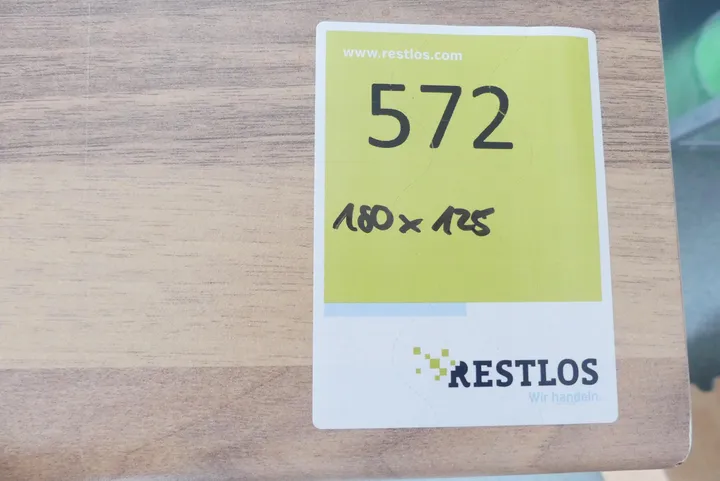 www.restlos.com
572
180 x 125
RESTLOS
Wir handeln.